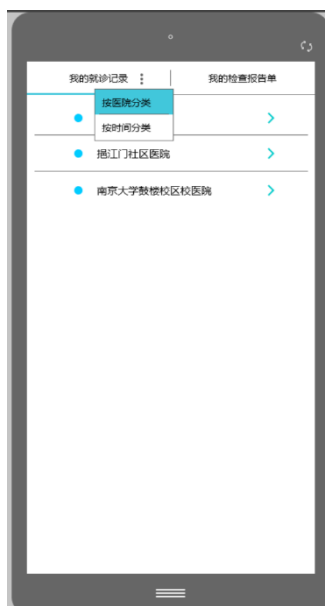 我的就诊记录
我的检查报告单
按医院分类
按时间分类
挹江门社区医院
南京大学鼓楼校区校医院